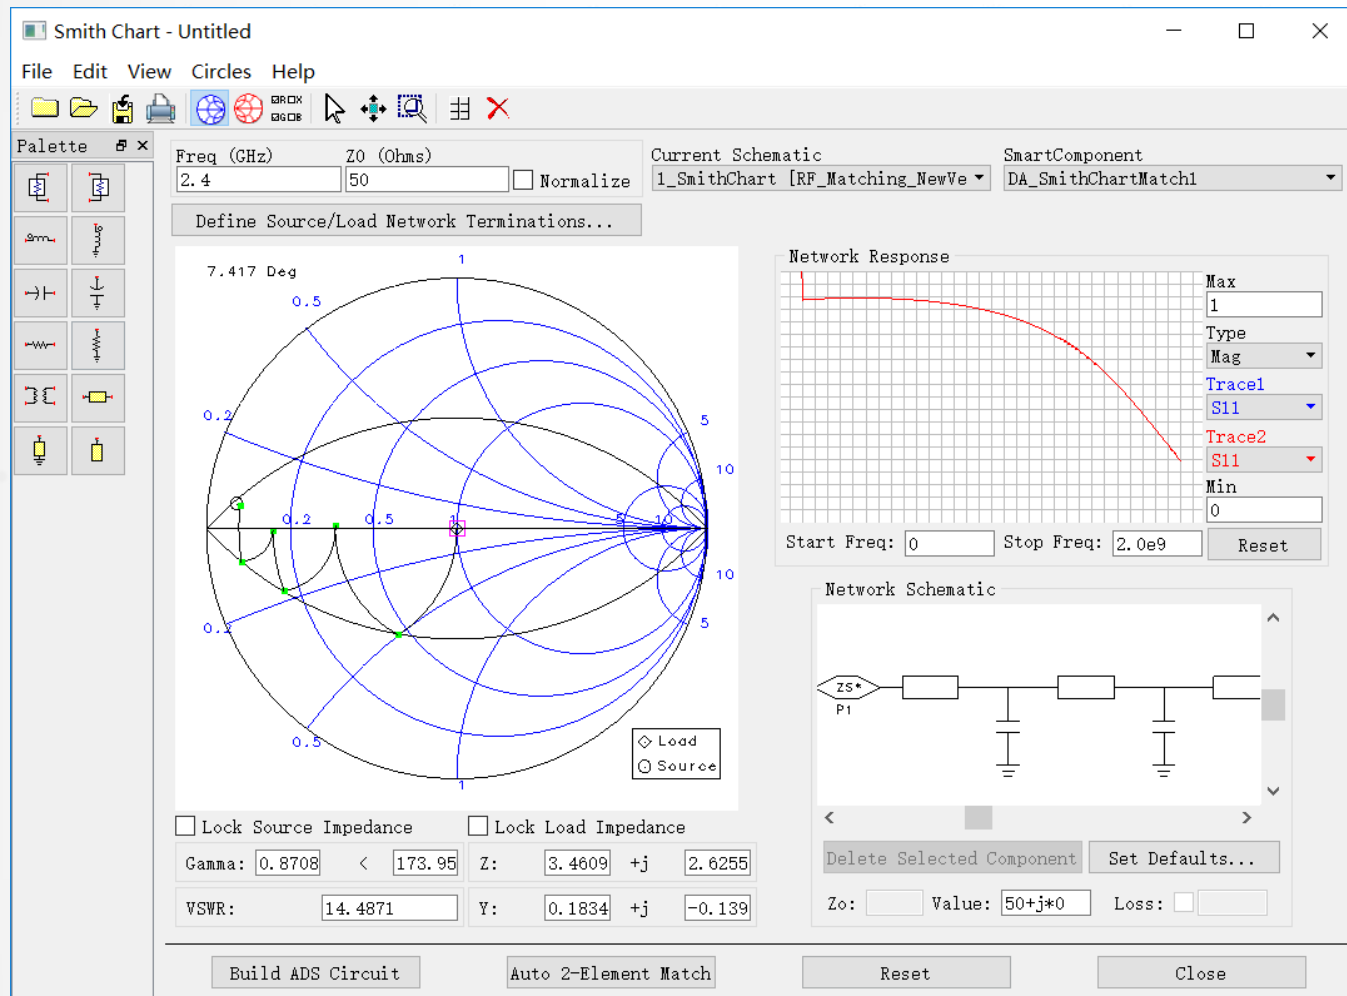 Smith Chart - Untitled
File Edit View Circles Help
Palette
Freq (GHz) Z0 (Ohms)
2.4 50 Normalize
Current Schematic
1_SmithChart [RF_Matching_NewVe
SmartComponent
DA_SmithChartMatch1
Define Source/Load Network Terminations...
7.417 Deg
1
0.5
0.2
5
10
0.2 0.5 1 5 10
10
5
0.2
0.5
1
Load
Source
Network Response
Max
1
Type
Mag
Trace1
S11
Trace2
S11
Min
0
Start Freq: 0 Stop Freq: 2.0e9 Reset
Network Schematic
ZS*
P1
Lock Source Impedance Lock Load Impedance
Gamma: 0.8708 < 173.95 Z: 3.4609 +j 2.6255
VSWR: 14.4871 Y: 0.1834 +j -0.139
Delete Selected Component Set Defaults...
Zo: Value: 50+j*0 Loss:
Build ADS Circuit Auto 2-Element Match Reset Close